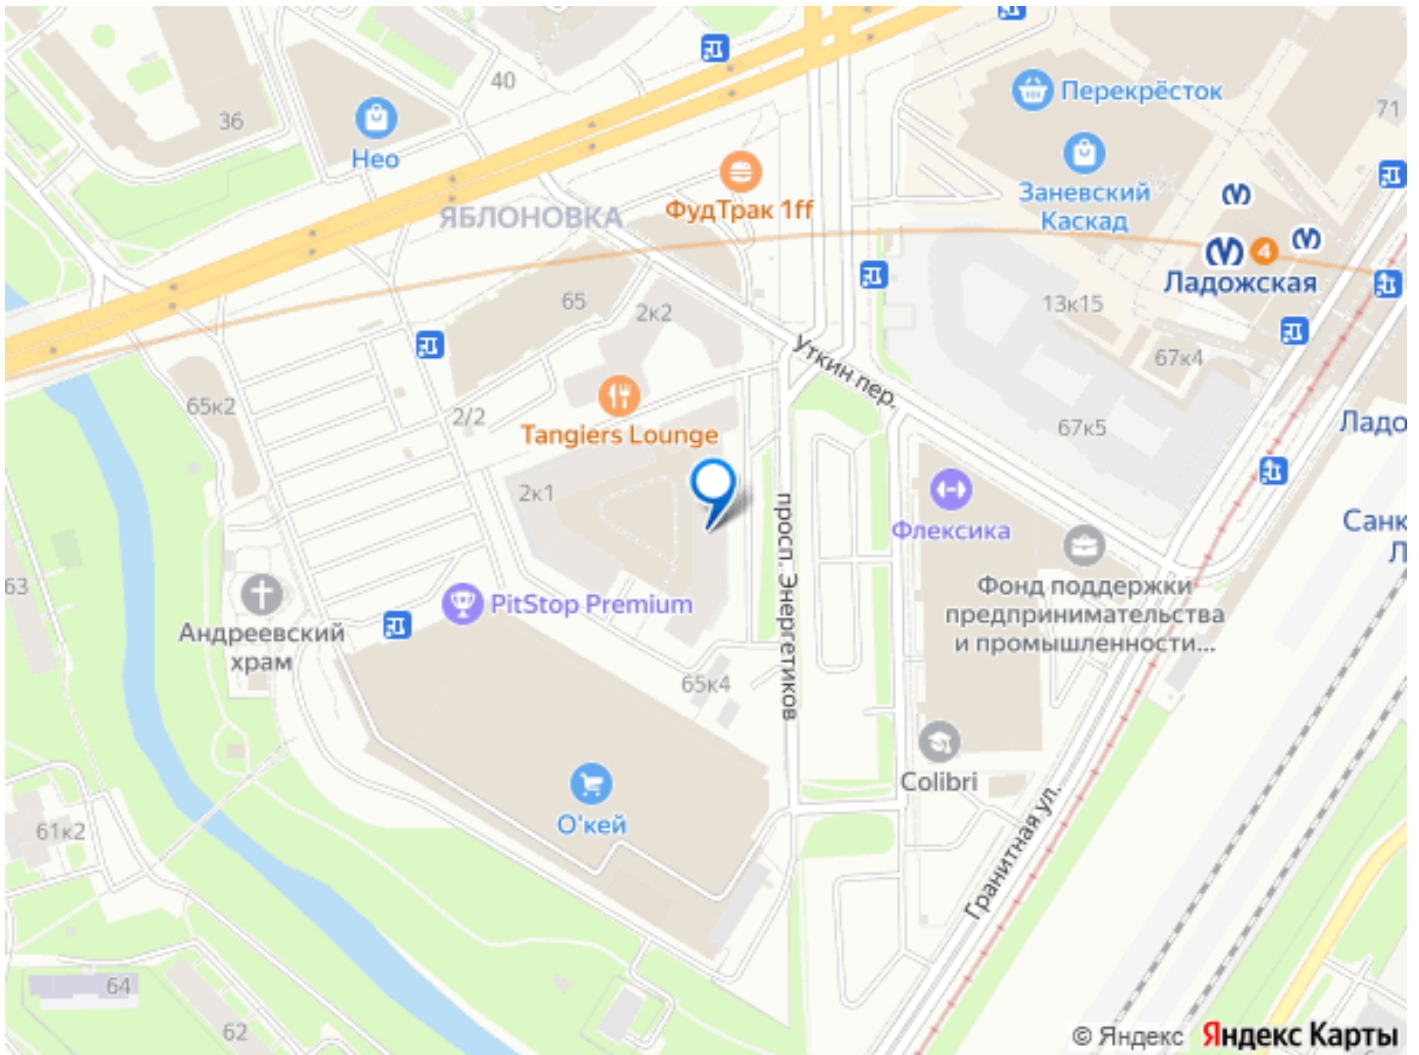 40
Перекрёсток
71
36
Нео
ФудТрак 1ff
Заневский
Каскад
ЯБЛОНОВКА
4
Ладожская
65
2к2
13к15
Уткин пер.
67к4
65к2
2/2
Tangiers Lounge
67к5
Ладо
2к1
просп. Энергетиков
Флексика
Санк
Л
63
PitStop Premium
Фонд поддержки
предпринимательства
и промышленности...
Андреевский
храм
65к4
Colibri
О'кей
61к2
Гранитная ул.
64
62
© Яндекс Яндекс Карты